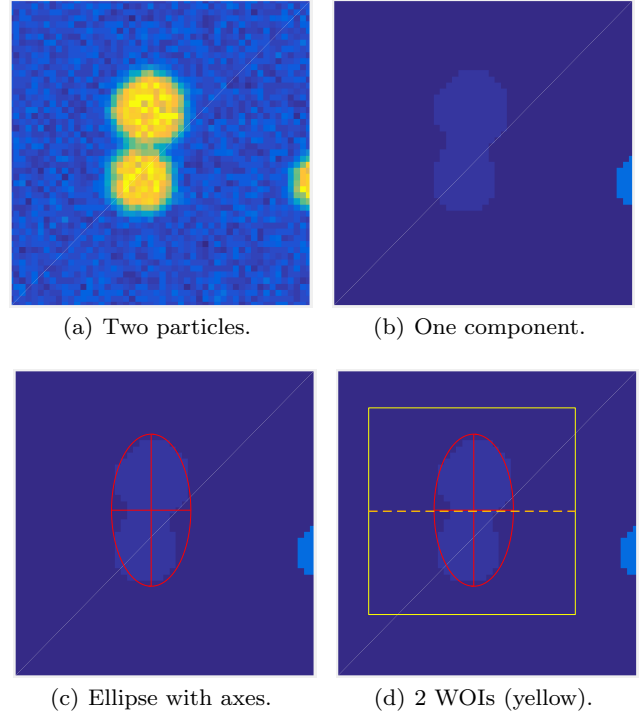 (a) Two particles.
(b) One component.
(c) Ellipse with axes.
(d) 2 WOIs (yellow).